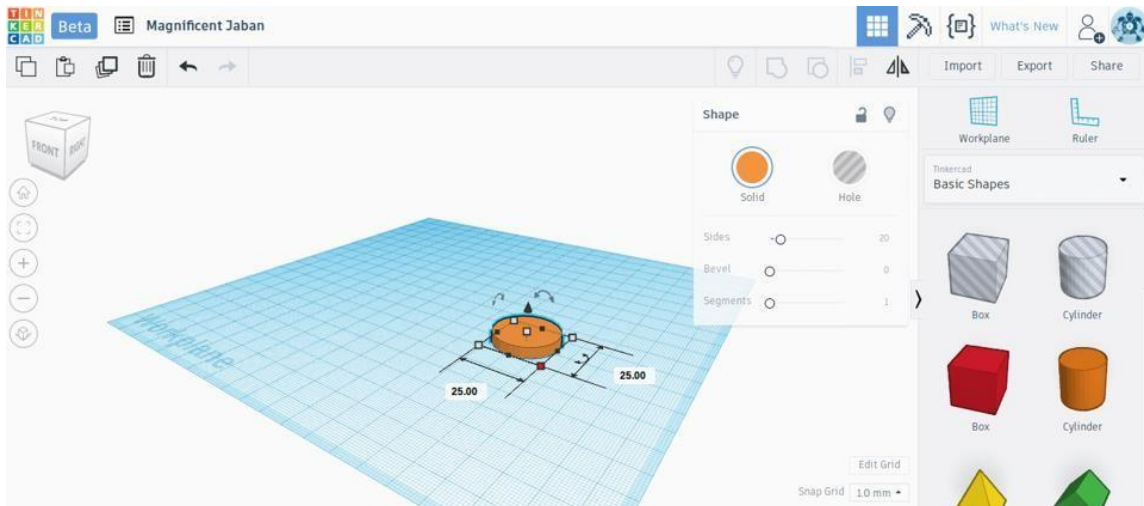 TIN
KER
CAD
Beta
Magnificent Jaban
What's New
Import
Export
Share
TOP
FRONT
RIGHT
Shape
Solid
Hole
Sides
20
Bevel
0
Segments
1
Workplane
Ruler
Tinkercad
Basic Shapes
Box
Cylinder
Box
Cylinder
Workplane
25.00
25.00
Edit Grid
Snap Grid
1.0 mm